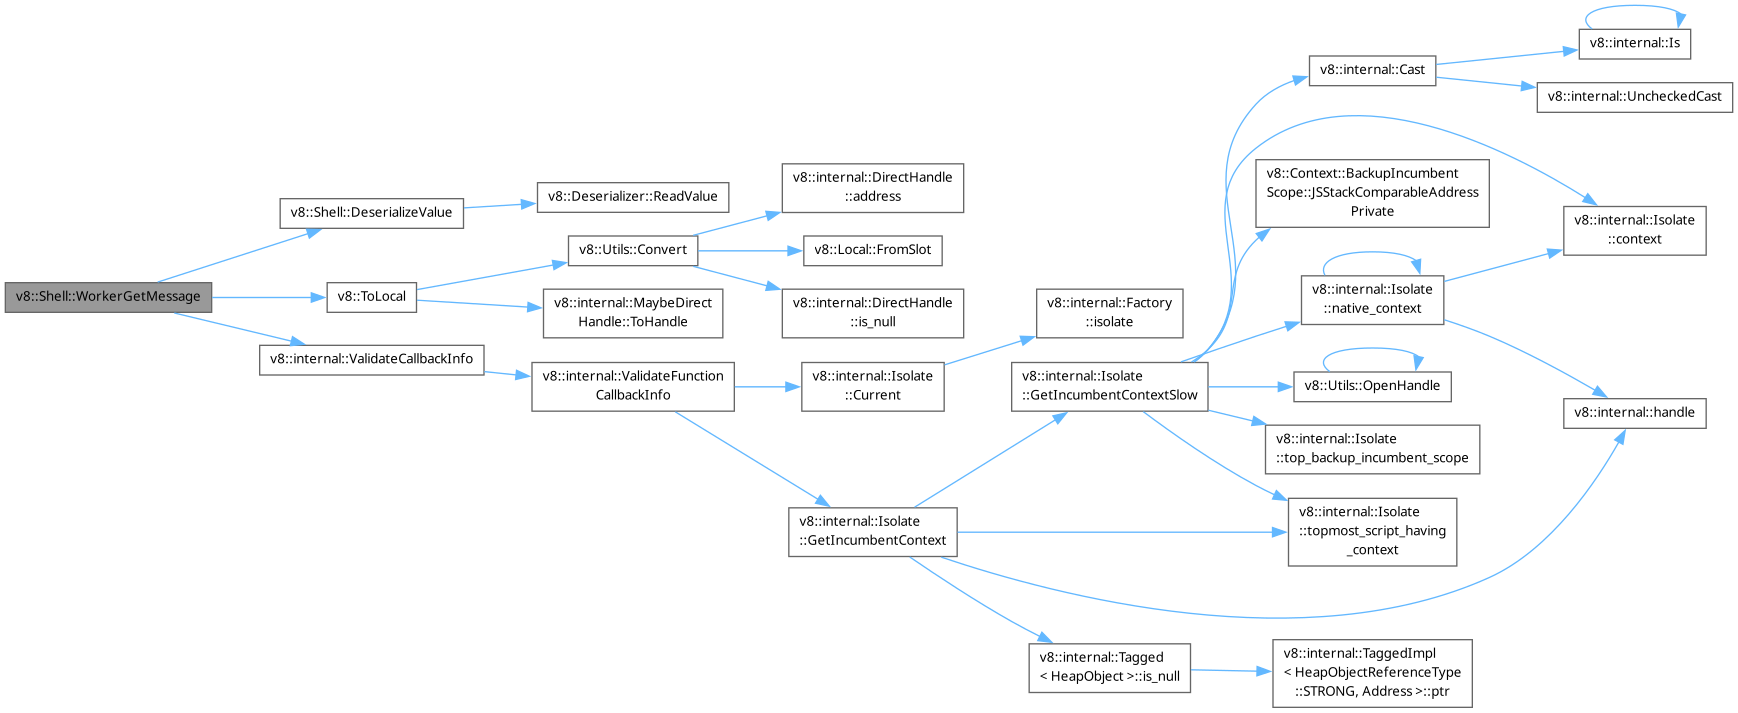 v8::internal::Is
v8::internal::Cast
v8::internal::UncheckedCast
v8::Context::BackupIncumbent
Scope::JSStackComparableAddress
Private
v8::internal::DirectHandle
::address
v8::Deserializer::ReadValue
v8::Shell::DeserializeValue
v8::internal::Isolate
::context
v8::Utils::Convert
v8::Local::FromSlot
v8::Shell::WorkerGetMessage
v8::ToLocal
v8::internal::MaybeDirect
Handle::ToHandle
v8::internal::DirectHandle
::is_null
v8::internal::Factory
::isolate
v8::internal::Isolate
::native_context
v8::internal::ValidateCallbackInfo
v8::internal::ValidateFunction
CallbackInfo
v8::internal::Isolate
::Current
v8::internal::Isolate
::GetIncumbentContextSlow
v8::Utils::OpenHandle
v8::internal::handle
v8::internal::Isolate
::top_backup_incumbent_scope
v8::internal::Isolate
::GetIncumbentContext
v8::internal::Isolate
::topmost_script_having
_context
v8::internal::Tagged
< HeapObject >::is_null
v8::internal::TaggedImpl
< HeapObjectReferenceType
::STRONG, Address >::ptr